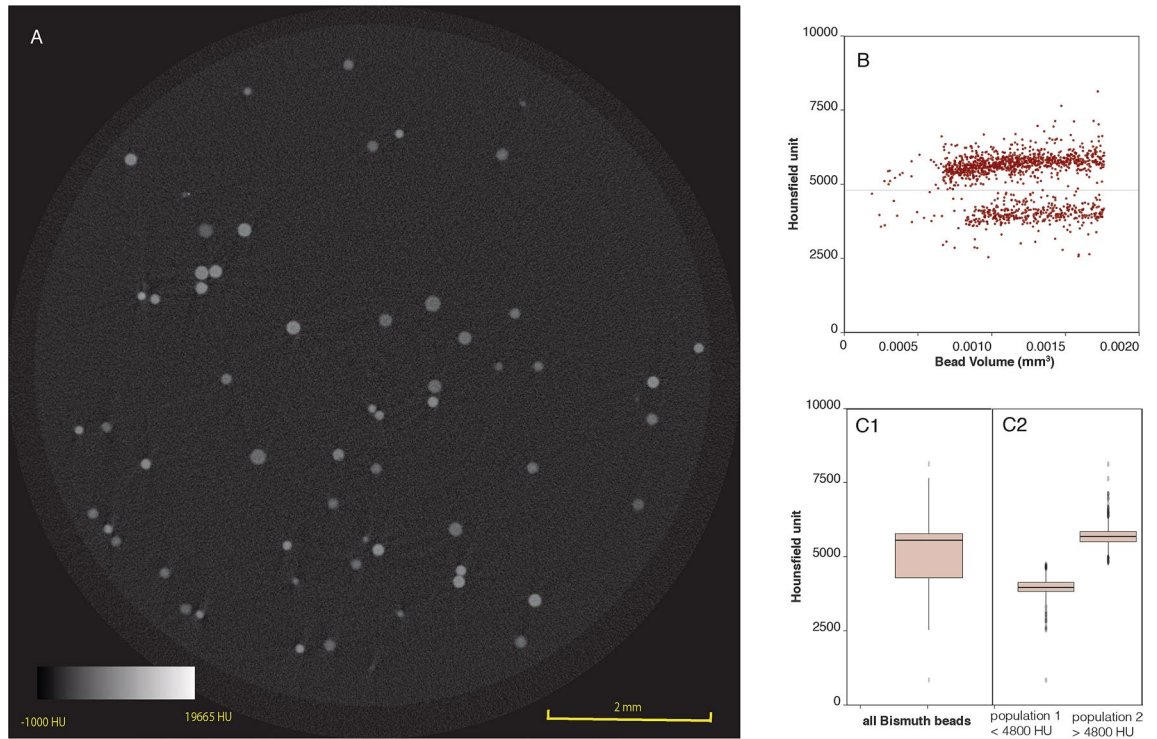 A
-1000 HU
19665 HU
2 mm
B
10000
7500
5000
2500
0
Hounsfield unit
0
0.0005
0.0010
0.0015
0.0020
Bead Volume (mm³)
C1
C2
10000
7500
5000
2500
0
Hounsfield unit
all Bismuth beads
population 1
< 4800 HU
population 2
> 4800 HU